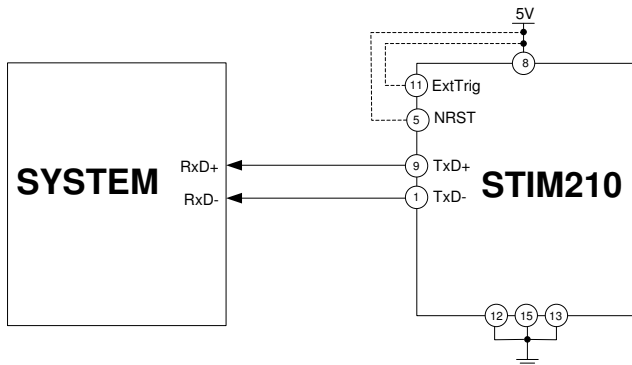 5V
8
11 ExtTrig
5 NRST
RxD+ 9 TxD+
SYSTEM STIM210
RxD- 1 TxD-
12 15 13